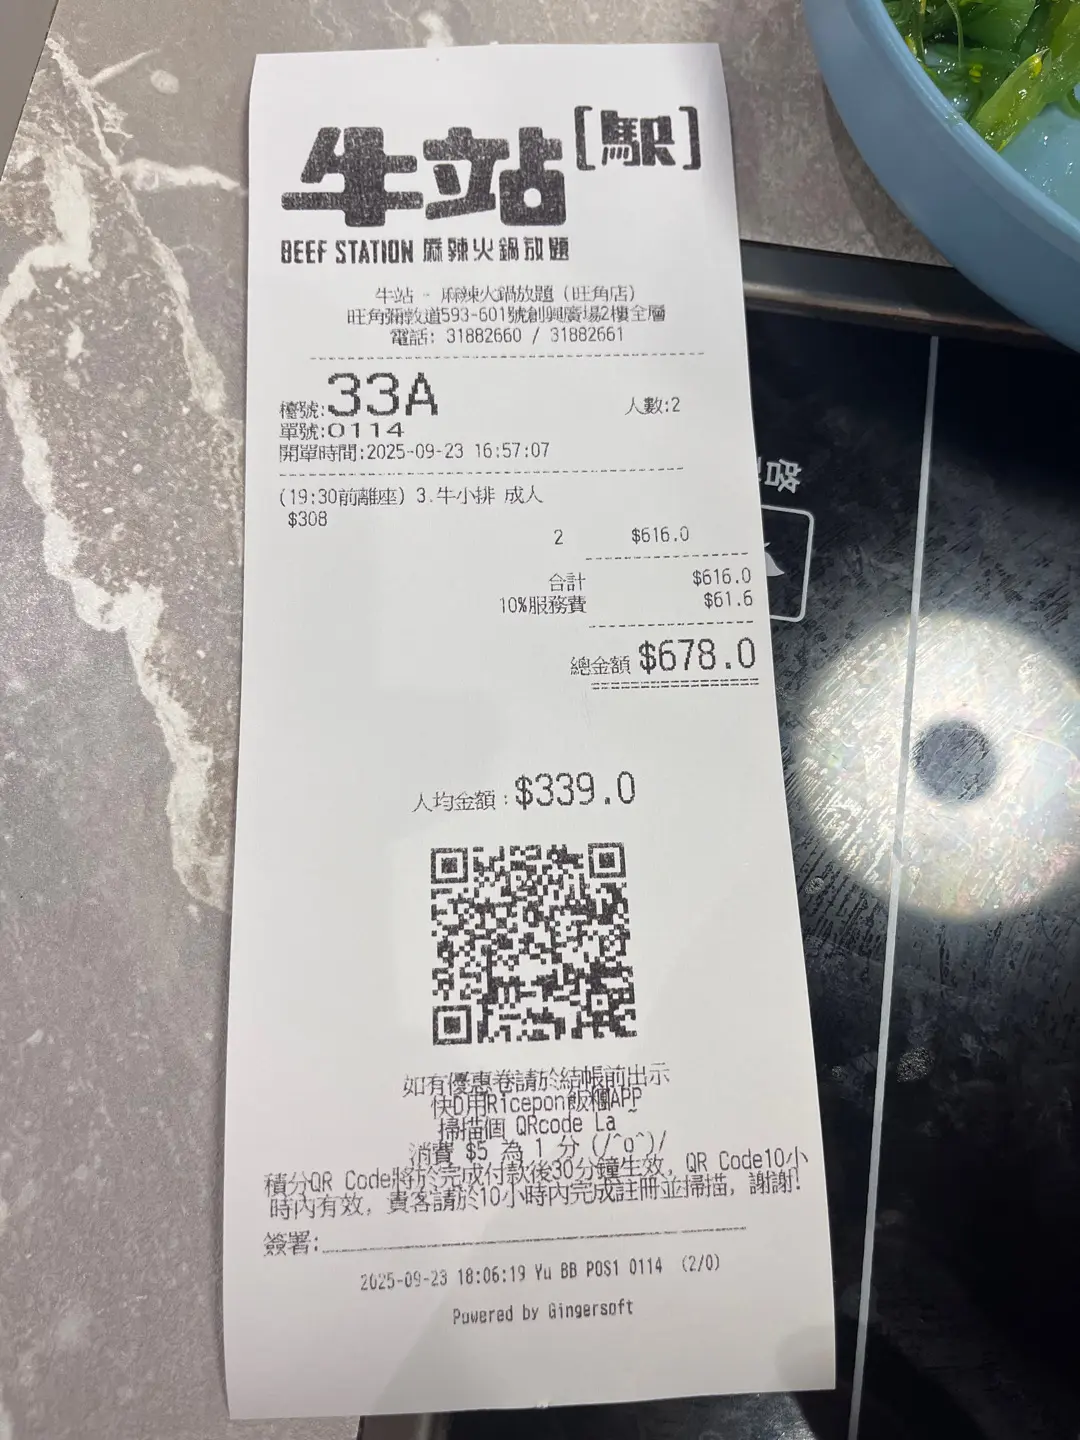 牛站[駅]
BEEF STATION 麻辣火鍋放題
牛站 - 麻辣火鍋放題 (旺角店)
旺角彌敦道593-601號創興廣場2樓全層
電話: 31882660 / 31882661
檯號:33A 人數:2
單號:0114
開單時間:2025-09-23 16:57:07
(19:30前離座) 3.牛小排 成人
$308
2 $616.0
合計 $616.0
10%服務費 $61.6
總金額 $678.0
人均金額:$339.0
如有優惠卷請於結帳前出示
快D用Ricepon飯糰APP
掃描個 QRcode La ~
消費 $5 為 1 分 (/^o^)/
積分QR Code將於完成付款後30分鐘生效, QR Code10小
時內有效, 貴客請於10小時內完成註冊並掃描, 謝謝!
簽署:
2025-09-23 18:06:19 Yu BB POS1 0114 (2/0)
Powered by Gingersoft